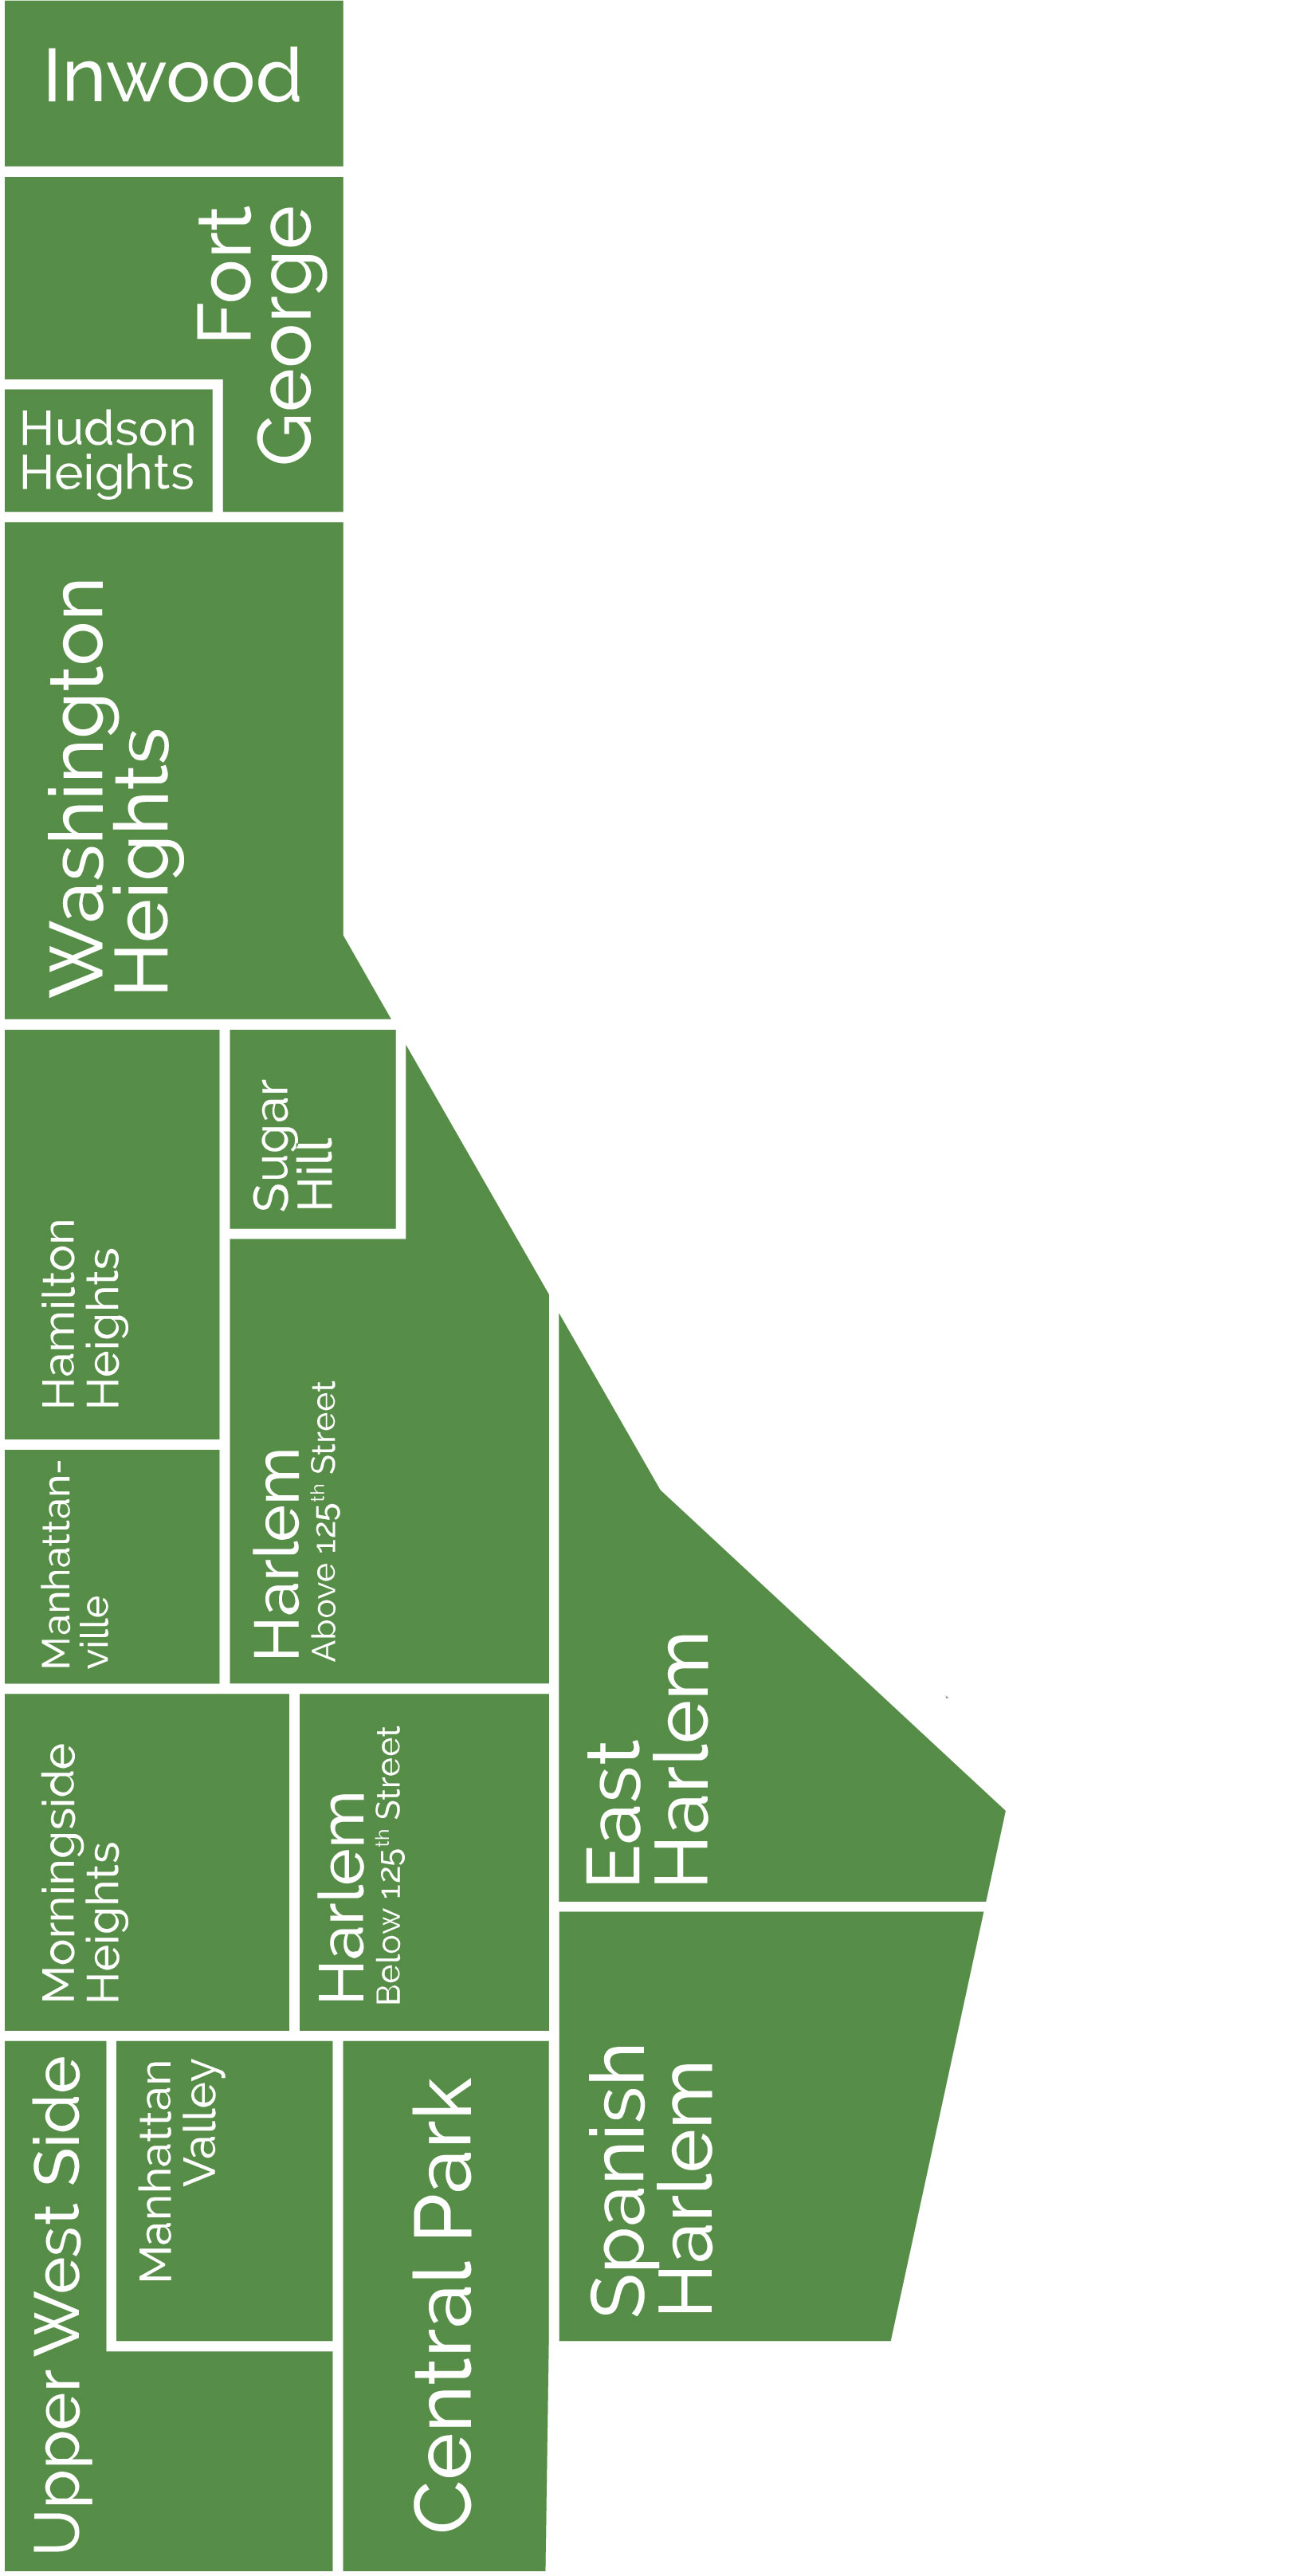 Inwood
Fort
George
Hudson
Heights
Washington
Heights
Sugar
Hill
Hamilton
Heights
Harlem
Above 125th Street
Manhattan-
ville
East
Harlem
Morningside
Heights
Harlem
Below 125th Street
Spanish
Harlem
Upper West Side
Manhattan
Valley
Central Park